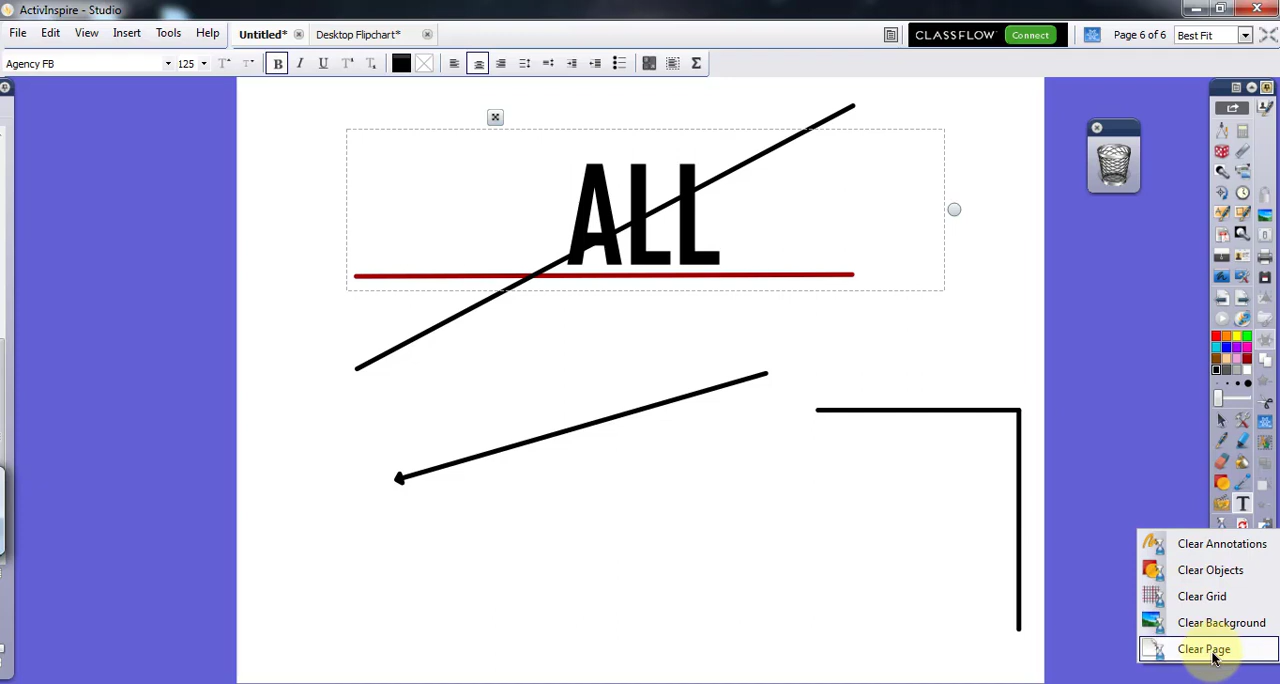 ActivInspire - Studio
File Edit View Insert Tools Help
Untitled* Desktop Flipchart*
CLASSFLOW Connect
Page 6 of 6 Best Fit
Agency FB 125 B I U T T
ALL
T
Clear Annotations
Clear Objects
Clear Grid
Clear Background
Clear Page